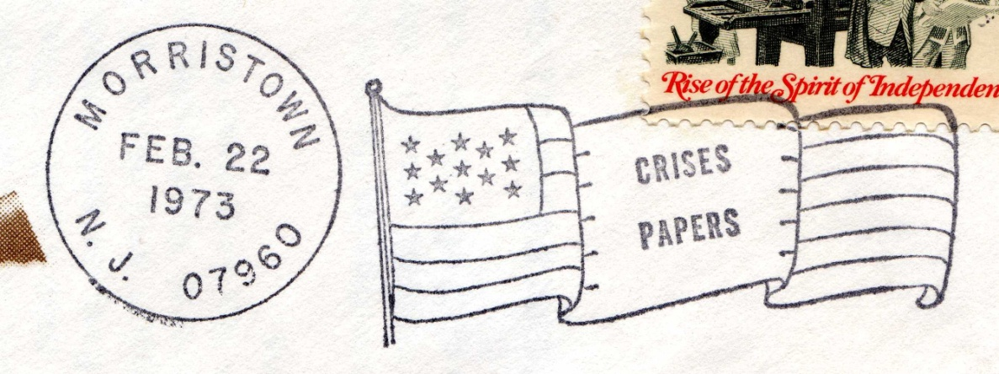 MORRISTOWN
FEB. 22
1973
N. J. 07960
Rise of the Spirit of Independen
CRISES
PAPERS